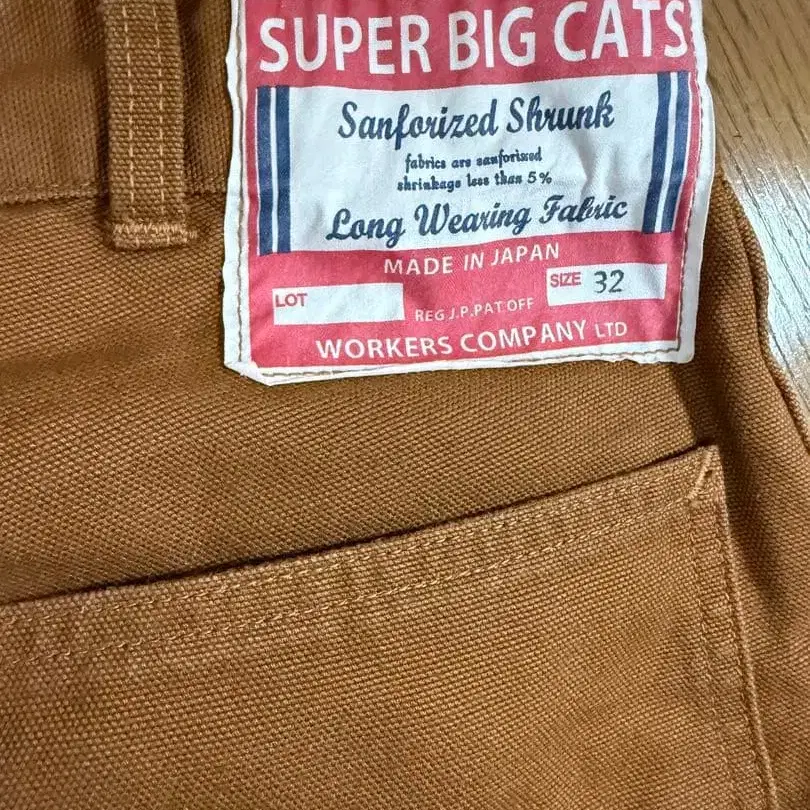 SUPER BIG CATS
Sanforized Shrunk
fabrics are sanforized
shrinkage less than 5%
Long Wearing Fabric
MADE IN JAPAN
LOT
SIZE 32
REG J.P.PAT OFF
WORKERS COMPANY LTD